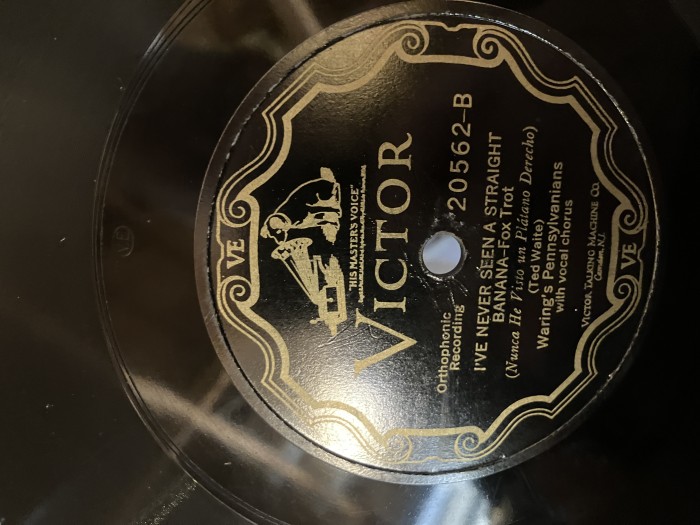 VE
"HIS MASTER'S VOICE"
VICTOR
Orthophonic
Recording
20562-B
I'VE NEVER SEEN A STRAIGHT
BANANA-Fox Trot
(Nunca He Visto un Plátano Derecho)
(Ted Waite)
Waring's Pennsylvanians
with vocal chorus
VICTOR TALKING MACHINE CO.
Camden, N.J.
VE